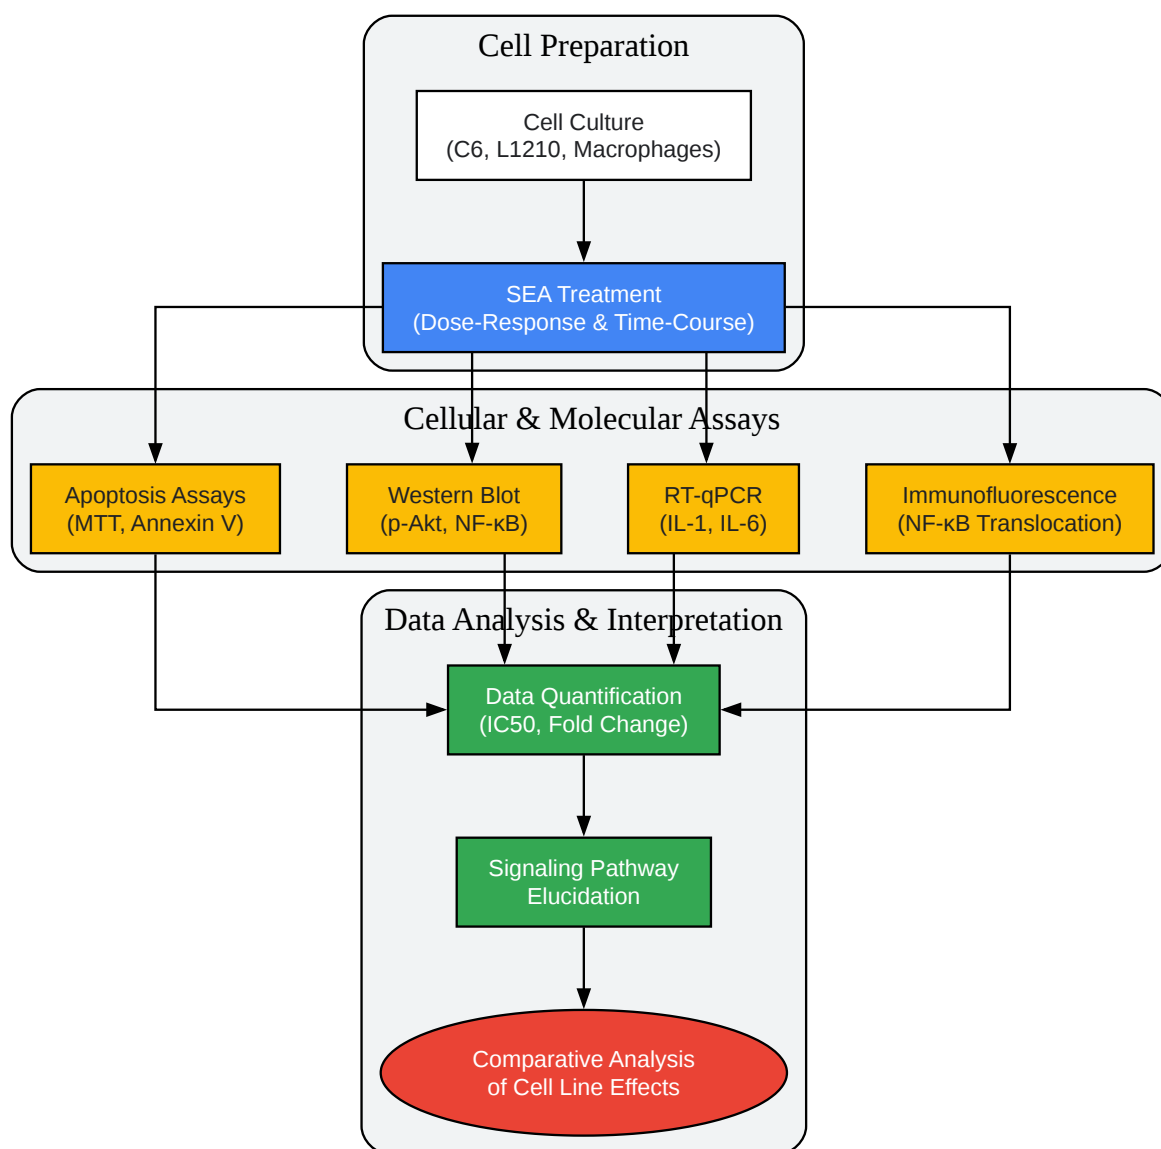 Cell Preparation
Cell Culture
(C6, L1210, Macrophages)
SEA Treatment
(Dose-Response & Time-Course)
Cellular & Molecular Assays
Apoptosis Assays
(MTT, Annexin V)
Western Blot
(p-Akt, NF-κB)
RT-qPCR
(IL-1, IL-6)
Immunofluorescence
(NF-κB Translocation)
Data Analysis & Interpretation
Data Quantification
(IC50, Fold Change)
Signaling Pathway
Elucidation
Comparative Analysis
of Cell Line Effects